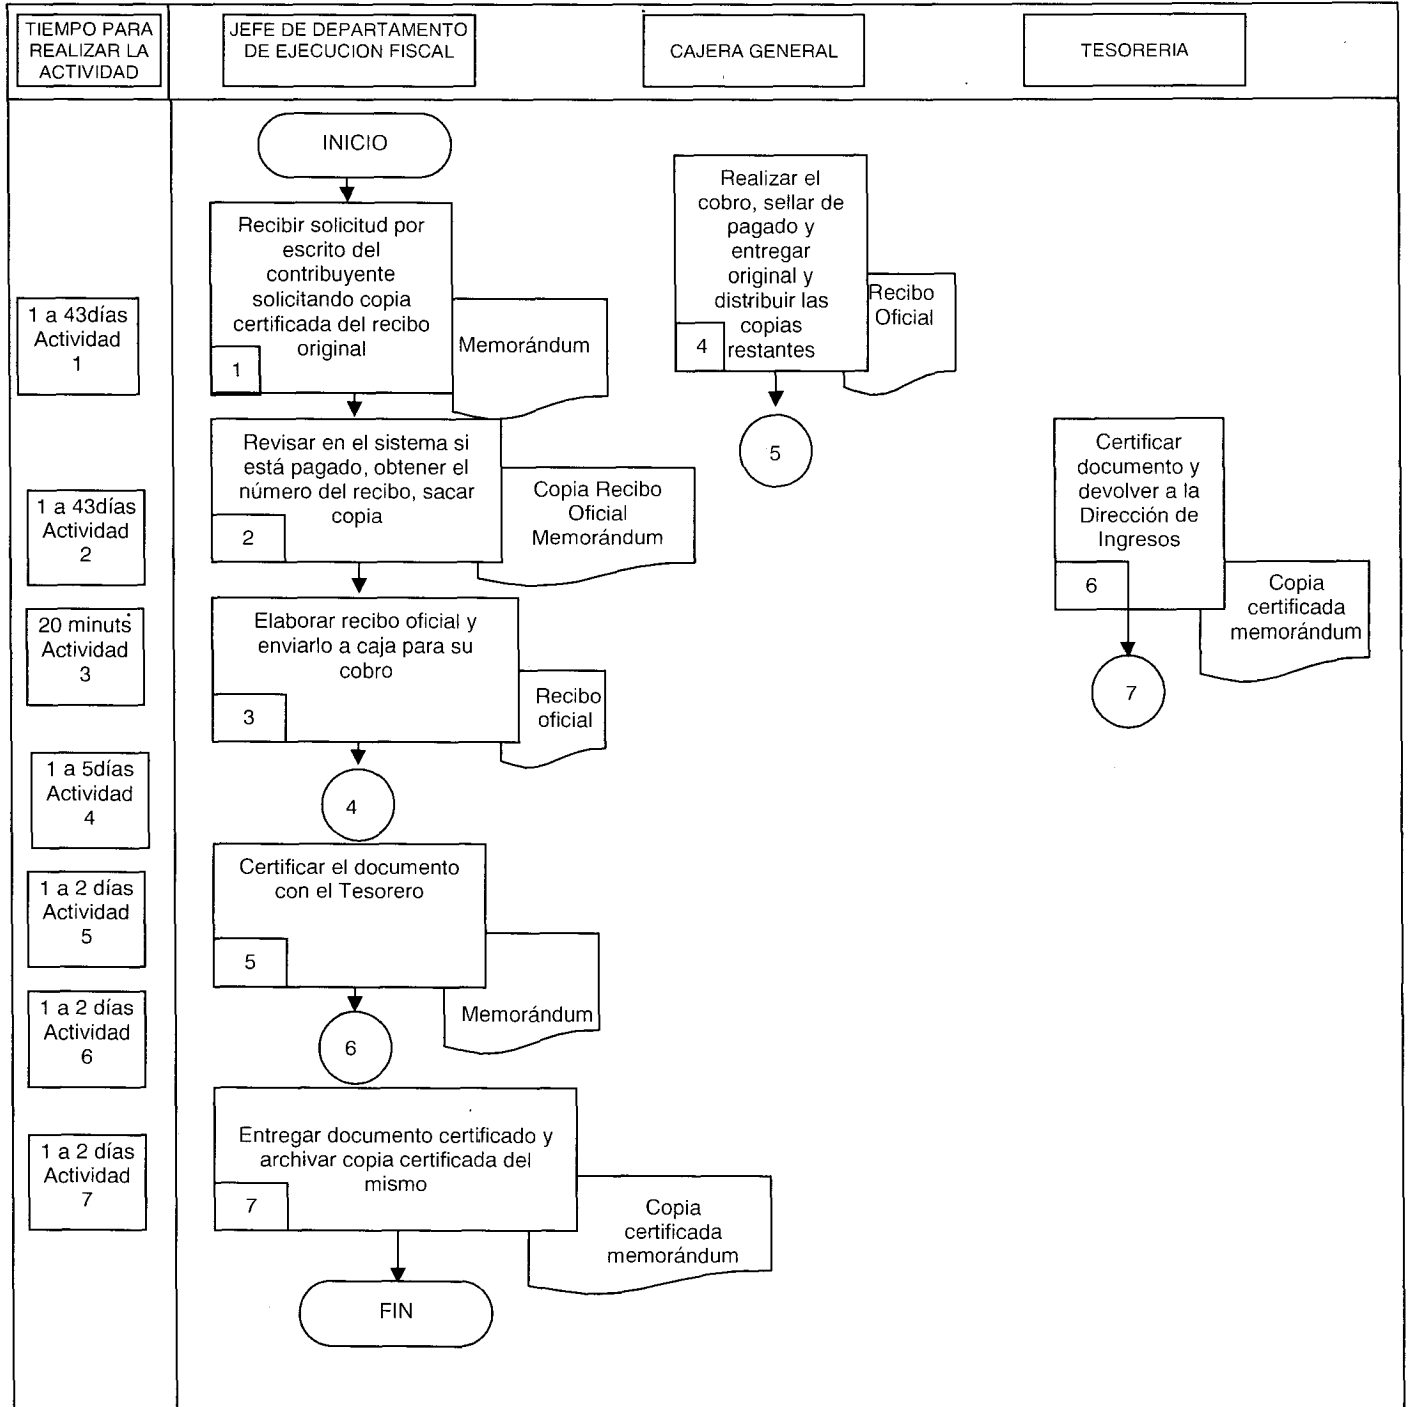 TIEMPO PARA
REALIZAR LA
ACTIVIDAD
JEFE DE DEPARTAMENTO
DE EJECUCION FISCAL
CAJERA GENERAL
TESORERIA
INICIO
Recibir solicitud por
escrito del
contribuyente
solicitando copia
certificada del recibo
original
1
Memorándum
Realizar el
cobro, sellar de
pagado y
entregar
original y
distribuir las
copias
restantes
4
Recibo
Oficial
5
1 a 43días
Actividad
1
Revisar en el sistema si
está pagado, obtener el
número del recibo, sacar
copia
2
Copia Recibo
Oficial
Memorándum
Certificar
documento y
devolver a la
Dirección de
Ingresos
6
Copia
certificada
memorándum
7
1 a 43días
Actividad
2
20 minuts
Actividad
3
Elaborar recibo oficial y
enviarlo a caja para su
cobro
3
Recibo
oficial
4
1 a 5días
Actividad
4
Certificar el documento
con el Tesorero
5
Memorándum
6
1 a 2 días
Actividad
5
1 a 2 días
Actividad
6
1 a 2 días
Actividad
7
Entregar documento certificado y
archivar copia certificada del
mismo
7
Copia
certificada
memorándum
FIN